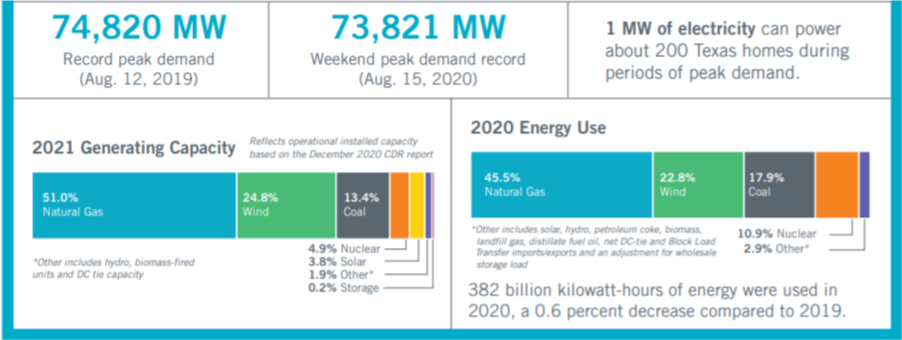 74,820 MW
Record peak demand
(Aug. 12, 2019)
73,821 MW
Weekend peak demand record
(Aug. 15, 2020)
1 MW of electricity can power
about 200 Texas homes during
periods of peak demand.
2021 Generating Capacity
Reflects operational installed capacity
based on the December 2020 CDR report
51.0%
Natural Gas
24.8%
Wind
13.4%
Coal
4.9% Nuclear
3.8% Solar
1.9% Other*
0.2% Storage
*Other includes hydro, biomass-fired
units and DC tie capacity
2020 Energy Use
45.5%
Natural Gas
22.8%
Wind
17.9%
Coal
10.9% Nuclear
2.9% Other*
*Other includes solar, hydro, petroleum coke, biomass,
landfill gas, distillate fuel oil, net DC-tie and Block Load
Transfer imports/exports and an adjustment for wholesale
storage load
382 billion kilowatt-hours of energy were used in
2020, a 0.6 percent decrease compared to 2019.